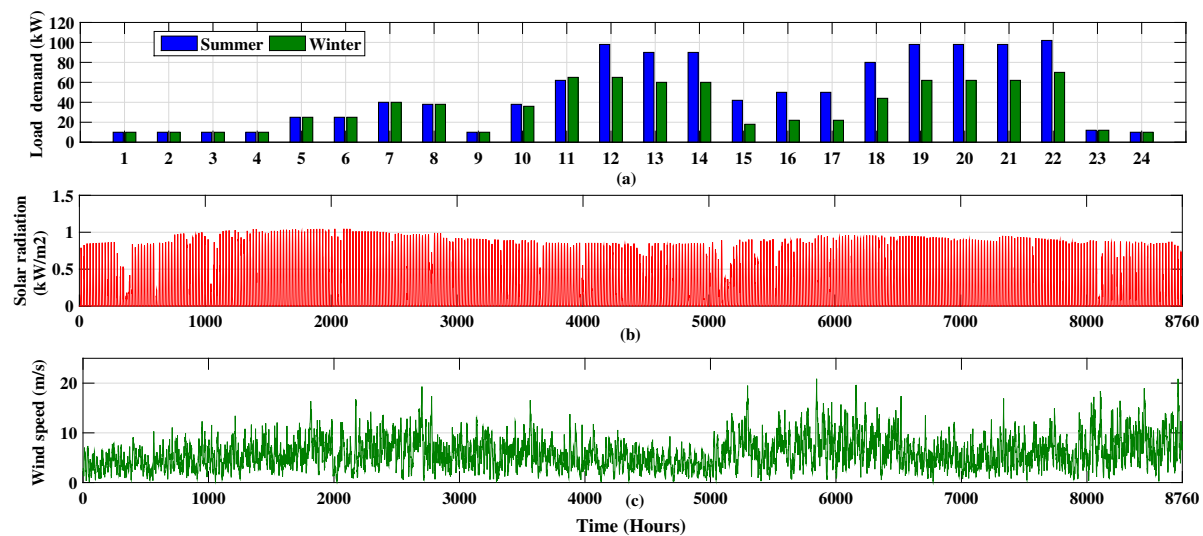 120
100
80
60
40
20
0
Load demand (kW)
Summer
Winter
1 2 3 4 5 6 7 8 9 10 11 12 13 14 15 16 17 18 19 20 21 22 23 24
(a)
1.5
1
0.5
0
Solar radiation
(kW/m2)
0 1000 2000 3000 4000 5000 6000 7000 8000 8760
(b)
20
10
0
Wind speed (m/s)
0 1000 2000 3000 4000 5000 6000 7000 8000 8760
(c)
Time (Hours)